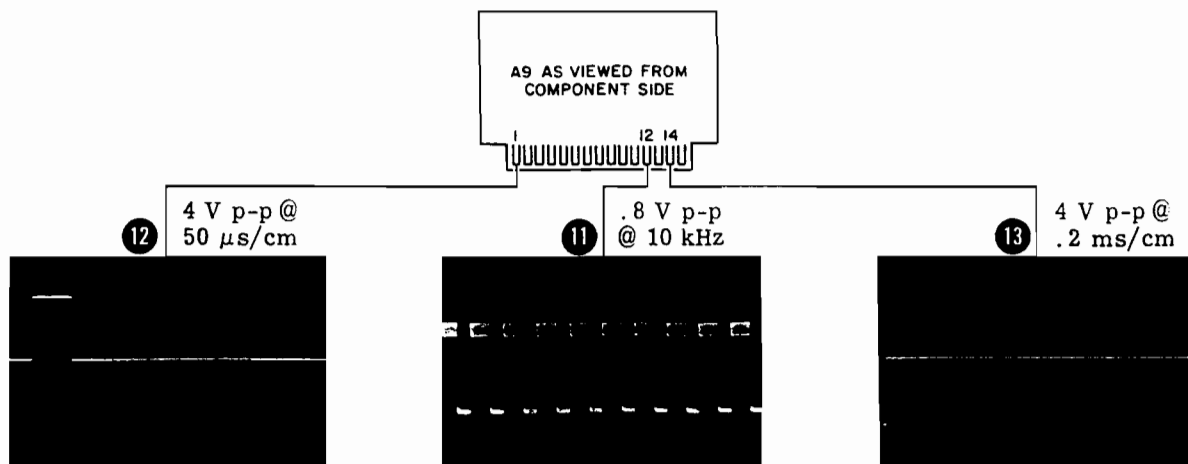 A9 AS VIEWED FROM
COMPONENT SIDE
1 12 14
12 4 V p-p @
50 μs/cm
11 .8 V p-p
@ 10 kHz
13 4 V p-p @
.2 ms/cm